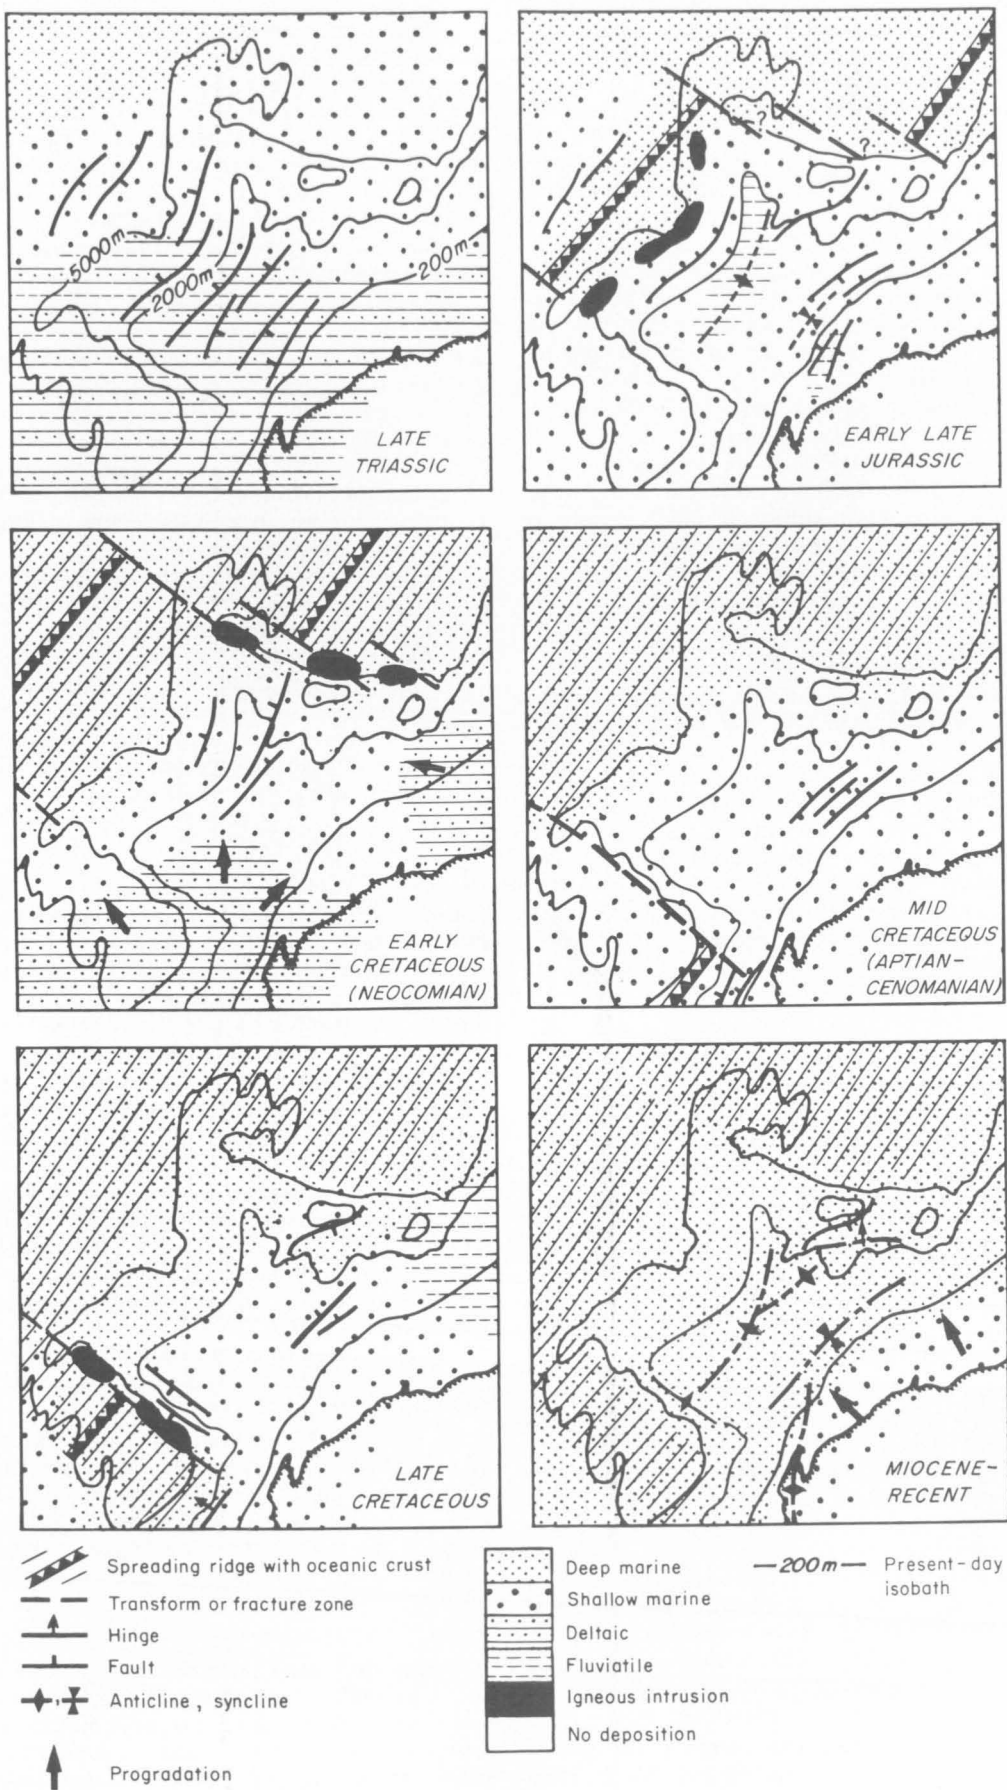 5000m
2000m
200m
LATE
TRIASSIC
?
?
EARLY LATE
JURASSIC
EARLY
CRETACEOUS
(NEOCOMIAN)
MID
CRETACEOUS
(APTIAN-
CENOMANIAN)
LATE
CRETACEOUS
MIOCENE-
RECENT
Spreading ridge with oceanic crust
Transform or fracture zone
Hinge
Fault
Anticline, syncline
Progradation
Deep marine
Shallow marine
Deltaic
Fluviatile
Igneous intrusion
No deposition
—200m— Present-day
isobath